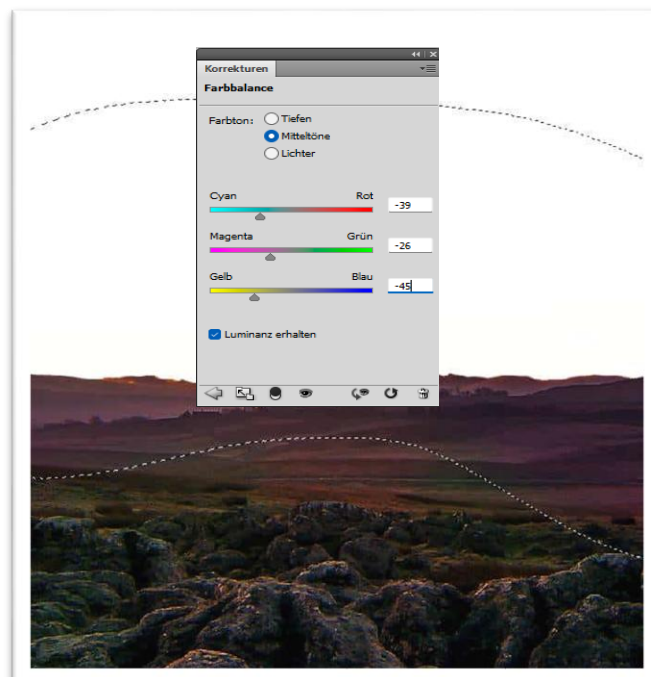 Korrekturen
Farbbalance
Farbton: Tiefen
Mitteltöne
Lichter
Cyan Rot -39
Magenta Grün -26
Gelb Blau -45
Luminanz erhalten